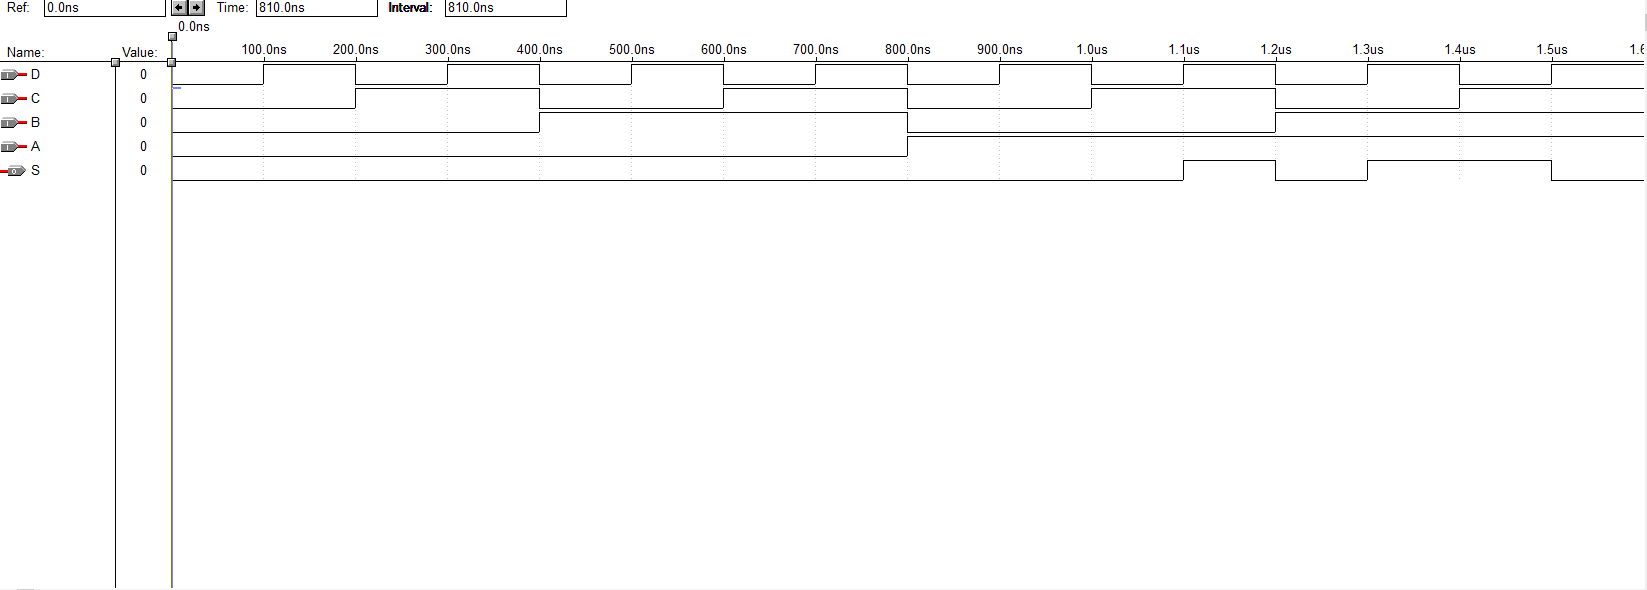 Ref: 0.0ns Time: 810.0ns Interval: 810.0ns
0.0ns
Name: Value: 100.0ns 200.0ns 300.0ns 400.0ns 500.0ns 600.0ns 700.0ns 800.0ns 900.0ns 1.0us 1.1us 1.2us 1.3us 1.4us 1.5us 1.6
D 0
C 0
B 0
A 0
S 0